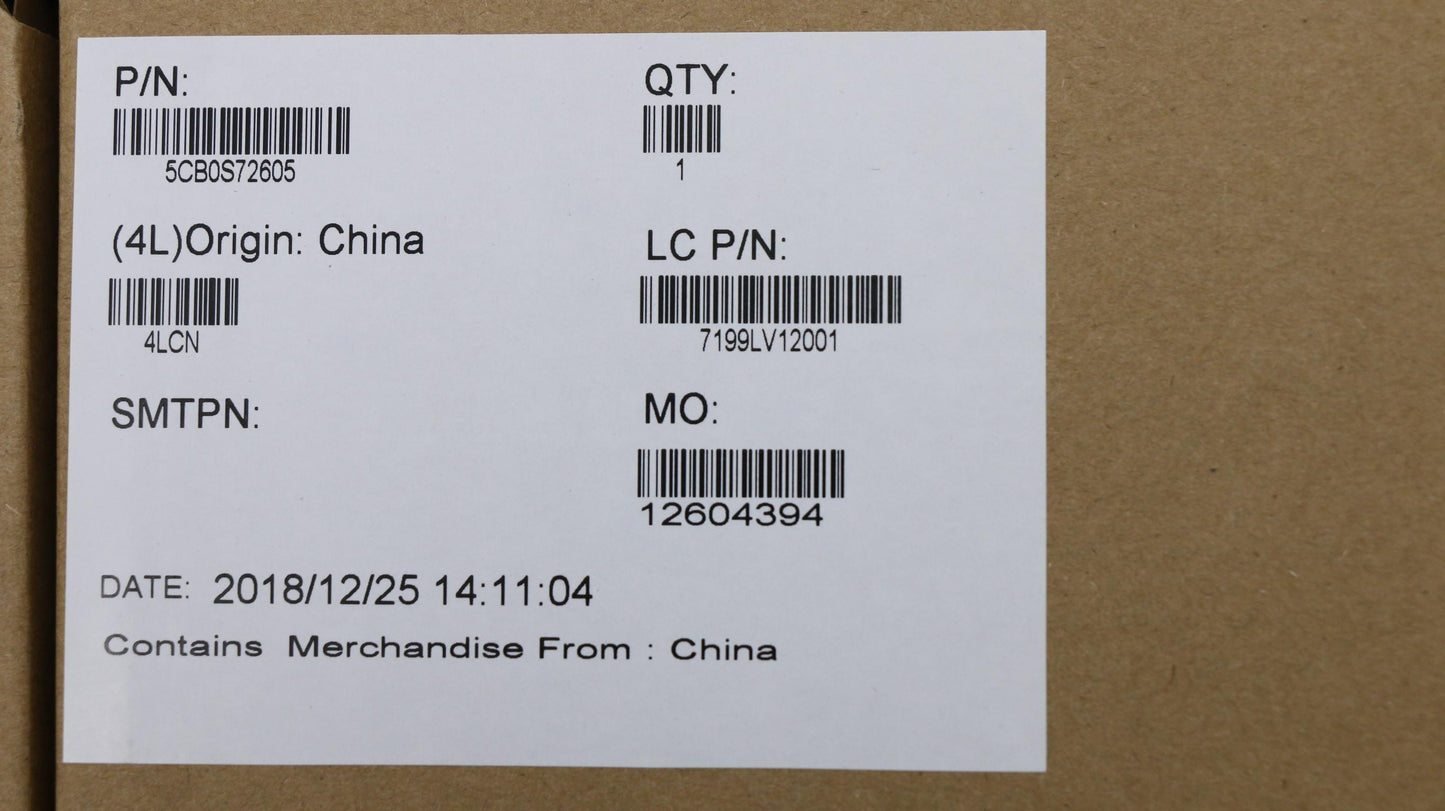 P/N:
5CB0S72605
QTY:
1
(4L)Origin: China
4LCN
LC P/N:
7199LV12001
SMTPN:
MO:
12604394
DATE: 2018/12/25 14:11:04
Contains Merchandise From : China